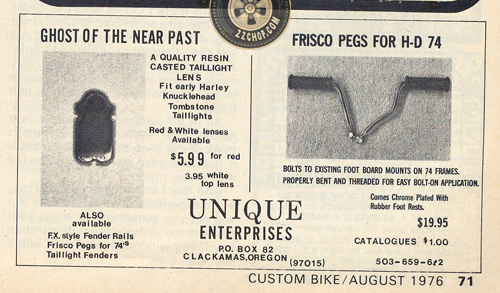 ZZCHOP.COM
GHOST OF THE NEAR PAST
A QUALITY RESIN
CASTED TAILLIGHT
LENS
Fit early Harley
Knucklehead
Tombstone
Taillights
Red & White lenses
Available
$5.99 for red
3.95 white
top lens
ALSO
available
F.X. style Fender Rails
Frisco Pegs for 74's
Taillight Fenders
FRISCO PEGS FOR H-D 74
BOLTS TO EXISTING FOOT BOARD MOUNTS ON 74 FRAMES.
PROPERLY BENT AND THREADED FOR EASY BOLT-ON APPLICATION.
Comes Chrome Plated With
Rubber Foot Rests.
$19.95
CATALOGUES $1.00
UNIQUE
ENTERPRISES
P.O. BOX 82
CLACKAMAS, OREGON (97015)
503-659-6
CUSTOM BIKE/AUGUST 1976 71